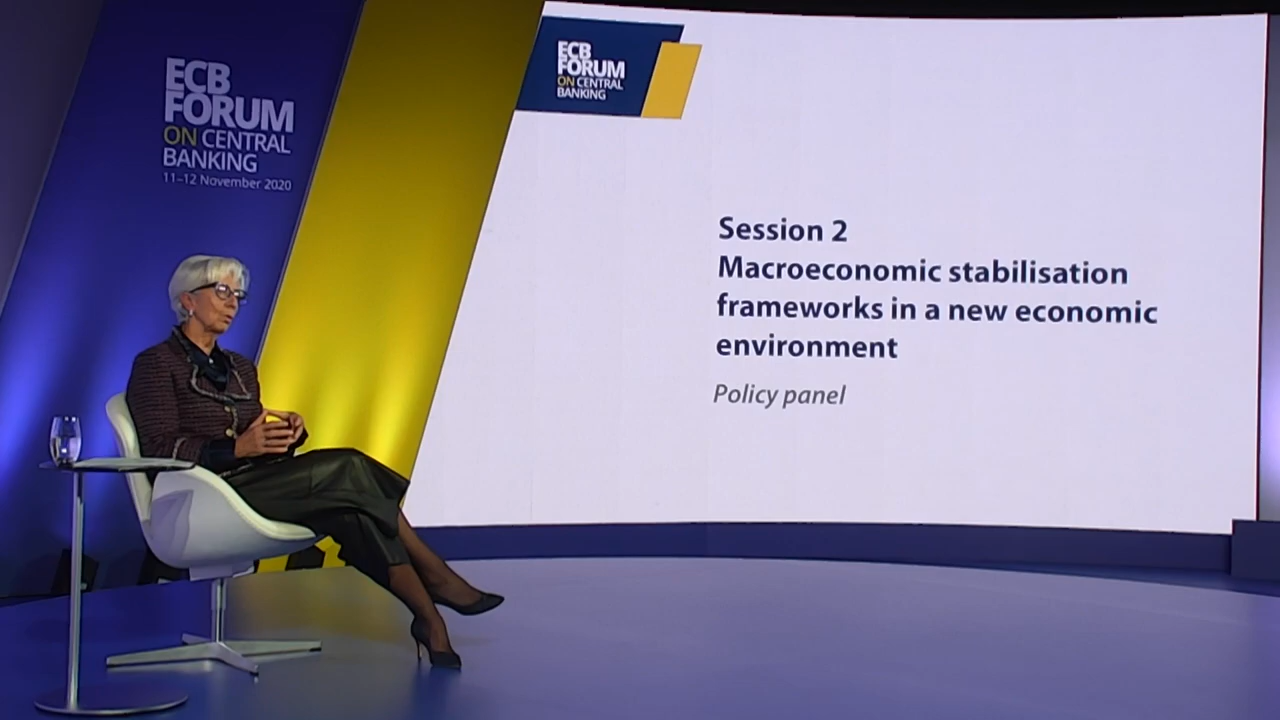 ECB
FORUM
ON CENTRAL
BANKING
11–12 November 2020
ECB
FORUM
ON CENTRAL
BANKING
Session 2
Macroeconomic stabilisation
frameworks in a new economic
environment
Policy panel